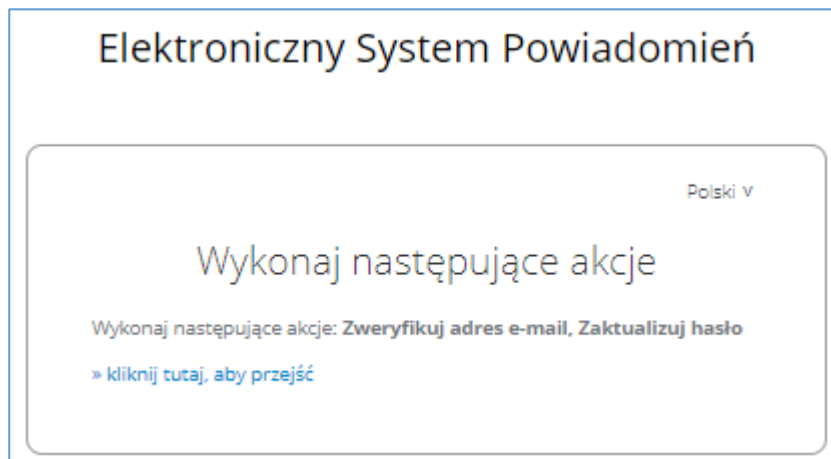 Elektroniczny System Powiadomień
Polski v
Wykonaj następujące akcje
Wykonaj następujące akcje: Zweryfikuj adres e-mail, Zaktualizuj hasło
» kliknij tutaj, aby przejść